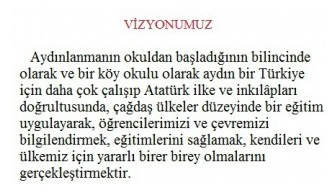 VİZYONUMUZ
Aydınlanmanın okuldan başladığının bilincinde
olarak ve bir köy okulu olarak aydın bir Türkiye
için daha çok çalışıp Atatürk ilke ve inkılâpları
doğrultusunda, çağdaş ülkeler düzeyinde bir eğitim
uygulayarak, öğrencilerimizi ve çevremizi
bilgilendirmek, eğitimlerini sağlamak, kendileri ve
ülkemiz için yararlı birer birey olmalarını
gerçekleştirmektir.